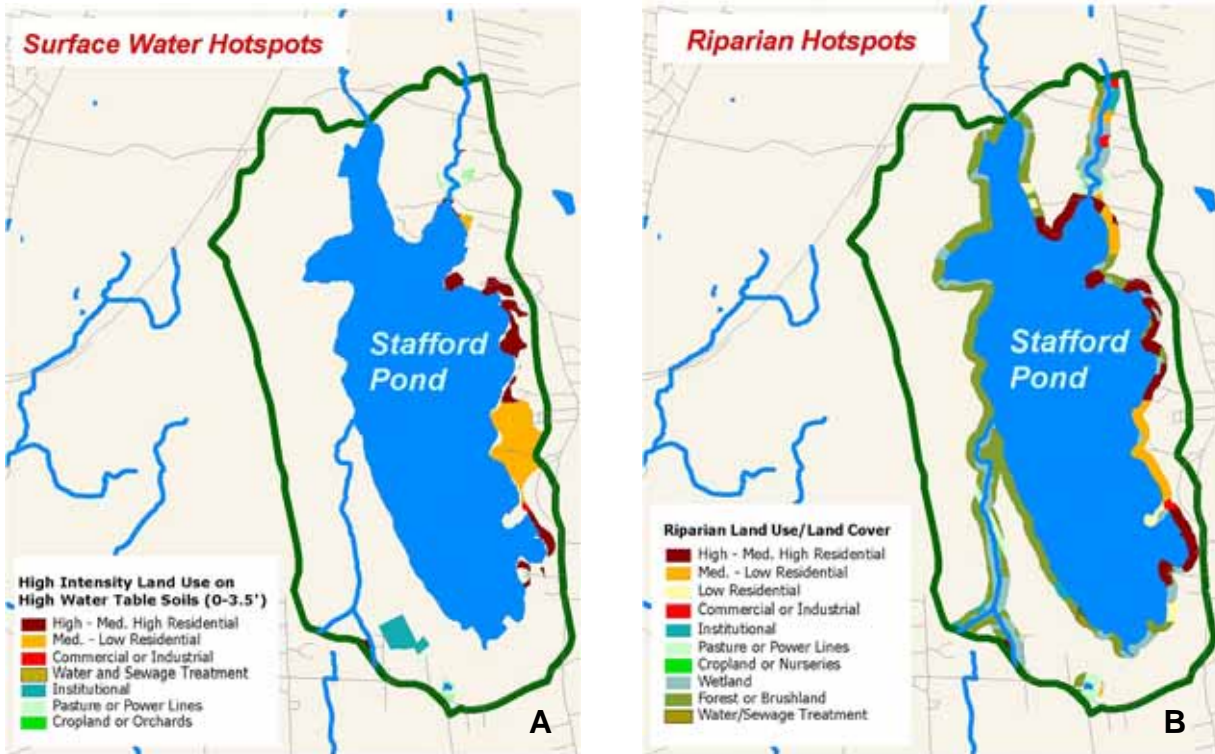 Surface Water Hotspots
Stafford
Pond
High Intensity Land Use on
High Water Table Soils (0-3.5')
High - Med. High Residential
Med. - Low Residential
Commercial or Industrial
Water and Sewage Treatment
Institutional
Pasture or Power Lines
Cropland or Orchards
A
Riparian Hotspots
Stafford
Pond
Riparian Land Use/Land Cover
High - Med. High Residential
Med. - Low Residential
Low Residential
Commercial or Industrial
Institutional
Pasture or Power Lines
Cropland or Nurseries
Wetland
Forest or Brushland
Water/Sewage Treatment
B